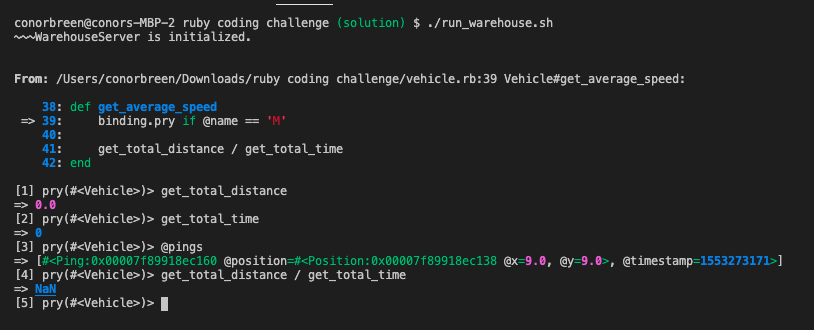 conorbreen@conors-MBP-2 ruby coding challenge (solution) $ ./run_warehouse.sh
~~~WarehouseServer is initialized.
From: /Users/conorbreen/Downloads/ruby coding challenge/vehicle.rb:39 Vehicle#get_average_speed:
38: def get_average_speed
=> 39:     binding.pry if @name == 'M'
40:
41:     get_total_distance / get_total_time
42: end
[1] pry(#<Vehicle>)> get_total_distance
=> 0.0
[2] pry(#<Vehicle>)> get_total_time
=> 0
[3] pry(#<Vehicle>)> @pings
=> [#<Ping:0x00007f89918ec160 @position=#<Position:0x00007f89918ec138 @x=9.0, @y=9.0>, @timestamp=1553273171>]
[4] pry(#<Vehicle>)> get_total_distance / get_total_time
=> NaN
[5] pry(#<Vehicle>)>